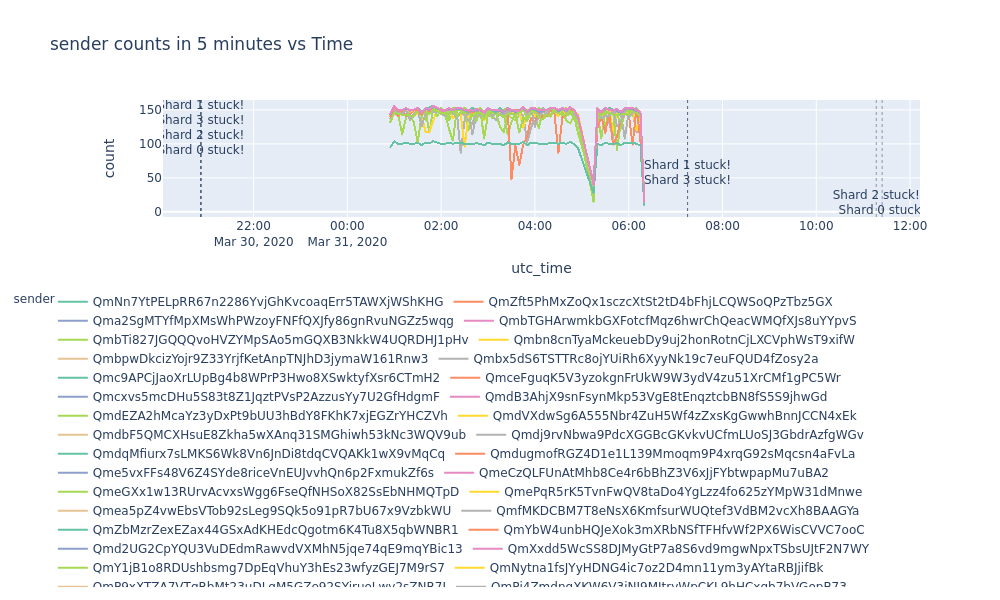 sender counts in 5 minutes vs Time
hard 1 stuck!
hard 3 stuck!
hard 2 stuck!
hard 0 stuck!
Shard 1 stuck!
Shard 3 stuck!
Shard 2 stuck!
Shard 0 stuck
150
100
50
0
count
22:00 00:00 02:00 04:00 06:00 08:00 10:00 12:00
Mar 30, 2020 Mar 31, 2020
utc_time
sender
QmNn7YtPELpRR67n2286YvjGhKvcoaqErr5TAWXjWShKHG QmZft5PhMxZoQx1sczcXtSt2tD4bFhjLCQWSoQPzTbz5GX
Qma2SgMTYfMpXMsWhPWzoyFNFfQXJfy86gnRvuNGZz5wqg QmbTGHArwmkbGXFotcfMqz6hwrChQeacWMQfXJs8uYYpvS
QmbTi827JGQQQvoHVZYMpSAo5mGQXB3NkkW4UQRDHJ1pHv Qmbn8cnTyaMckeuebDy9uj2honRotnCjLXCVphWsT9xifW
QmbpwDkcizYojr9Z33YrjfKetAnpTNJhD3jymaW161Rnw3 Qmbx5dS6TSTTRc8ojYUiRh6XyyNk19c7euFQUD4fZosy2a
Qmc9APCjJaoXrLUpBg4b8WPrP3Hwo8XSwktyfXsr6CTmH2 QmceFguqK5V3yzokgnFrUkW9W3ydV4zu51XrCMf1gPC5Wr
Qmcxvs5mcDHu5S83t8Z1JqztPVsP2AzzusYy7U2GfHdgmF QmdB3AhjX9snFsynMkp53VgE8tEnqztcbBN8fS5S9jhwGd
QmdEZA2hMcaYz3yDxPt9bUU3hBdY8FKhK7xjEGZrYHCZVh QmdVXdwSg6A555Nbr4ZuH5Wf4zZxsKgGwwhBnnJCCN4xEk
QmdbF5QMCXHsuE8Zkha5wXAnq31SMGhiwh53kNc3WQV9ub Qmdj9rvNbwa9PdcXGGBcGKvkvUCfmLUoSJ3GbdrAzfgWGv
QmdqMfiurx7sLMKS6Wk8Vn6JnDi8tdqCVQAKk1wX9vMqCq QmdugmofRGZ4D1e1L139Mmoqm9P4xrqG92sMqcsn4aFvLa
Qme5vxFFs48V6Z4SYde8riceVnEUJvvhQn6p2FxmukZf6s QmeCzQLFUnAtMhb8Ce4r6bBhZ3V6xJjFYbtwpapMu7uBA2
QmeGXx1w13RUrvAcvxsWgg6FseQfNHSoX82SsEbNHMQTpD QmePqR5rK5TvnFwQV8taDo4YgLzz4fo625zYMpW31dMnwe
Qmea5pZ4vwEbsVTob92sLeg9SQk5o91pR7bU67x9VzbkWU QmfMKDCBM7T8eNsX6Kmfsur​WUQtef3VdBM2vcXh8BAAGYa
QmZbMzrZexEZax44GSxAdKHEdcQgotm6K4Tu8X5qbWNBR1 QmYbW4unbHQJeXok3mXRbNSfTFHfvWf2PX6WisCVVC7ooC
Qmd2UG2CpYQU3VuDEdmRawvdVXMhN5jqe74qE9mqYBic13 QmXxdd5WcSS8DJMyGtP7a8S6vd9mgwNpxTSbsUJtF2N7WY
QmY1jB1o8RDUshbsmg7DpEqVhuY3hEs23wfyzGEJ7M9rS7 QmNytna1fsJYyHDNG4ic7oz2D4mn11ym3yAYtaRBJjifBk